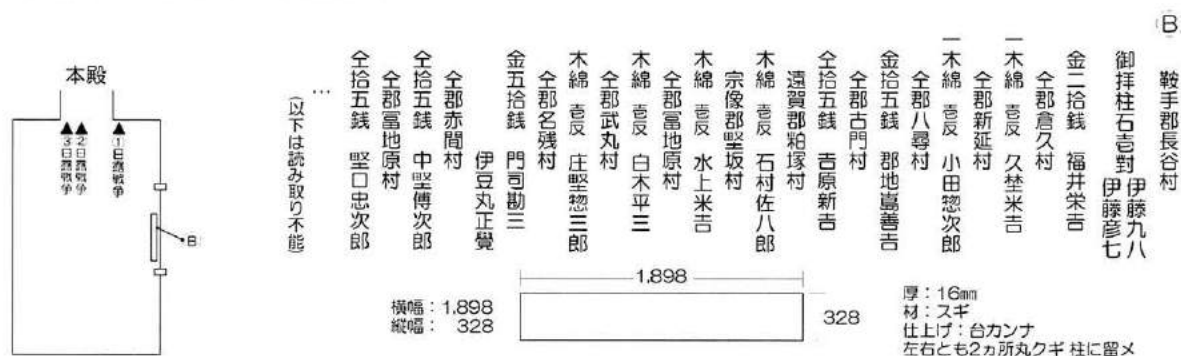 Ⓑ
鞍手郡長谷村
御拝柱石壱對 伊藤九八
伊藤彦七
金二拾銭 福井栄吉
仝郡倉久村
一木綿 壱反 久埜米吉
仝郡新延村
一木綿 壱反 小田惣次郎
仝郡八尋村
金拾五銭 郡地嶌善吉
仝郡古門村
仝拾五銭 吉原新吉
遠賀郡粕塚村
木綿 壱反 石村佐八郎
宗像郡埜坂村
木綿 壱反 水上米吉
仝郡冨地原村
木綿 壱反 白木平三
仝郡武丸村
木綿 壱反 庄埜惣三郎
仝郡名残村
金五拾銭 門司勘三
伊豆丸正覺
仝郡赤間村
仝拾五銭 中埜傅次郎
仝郡冨地原村
仝拾五銭 埜口忠次郎
…
(以下は読み取り不能)
本殿
①日露戦争
②日露戦争
③日露戦争
B
1,898
横幅:1,898
縦幅: 328
328
厚:16㎜
材:スギ
仕上げ:台カンナ
左右とも2ヵ所丸クギ 柱に留メ